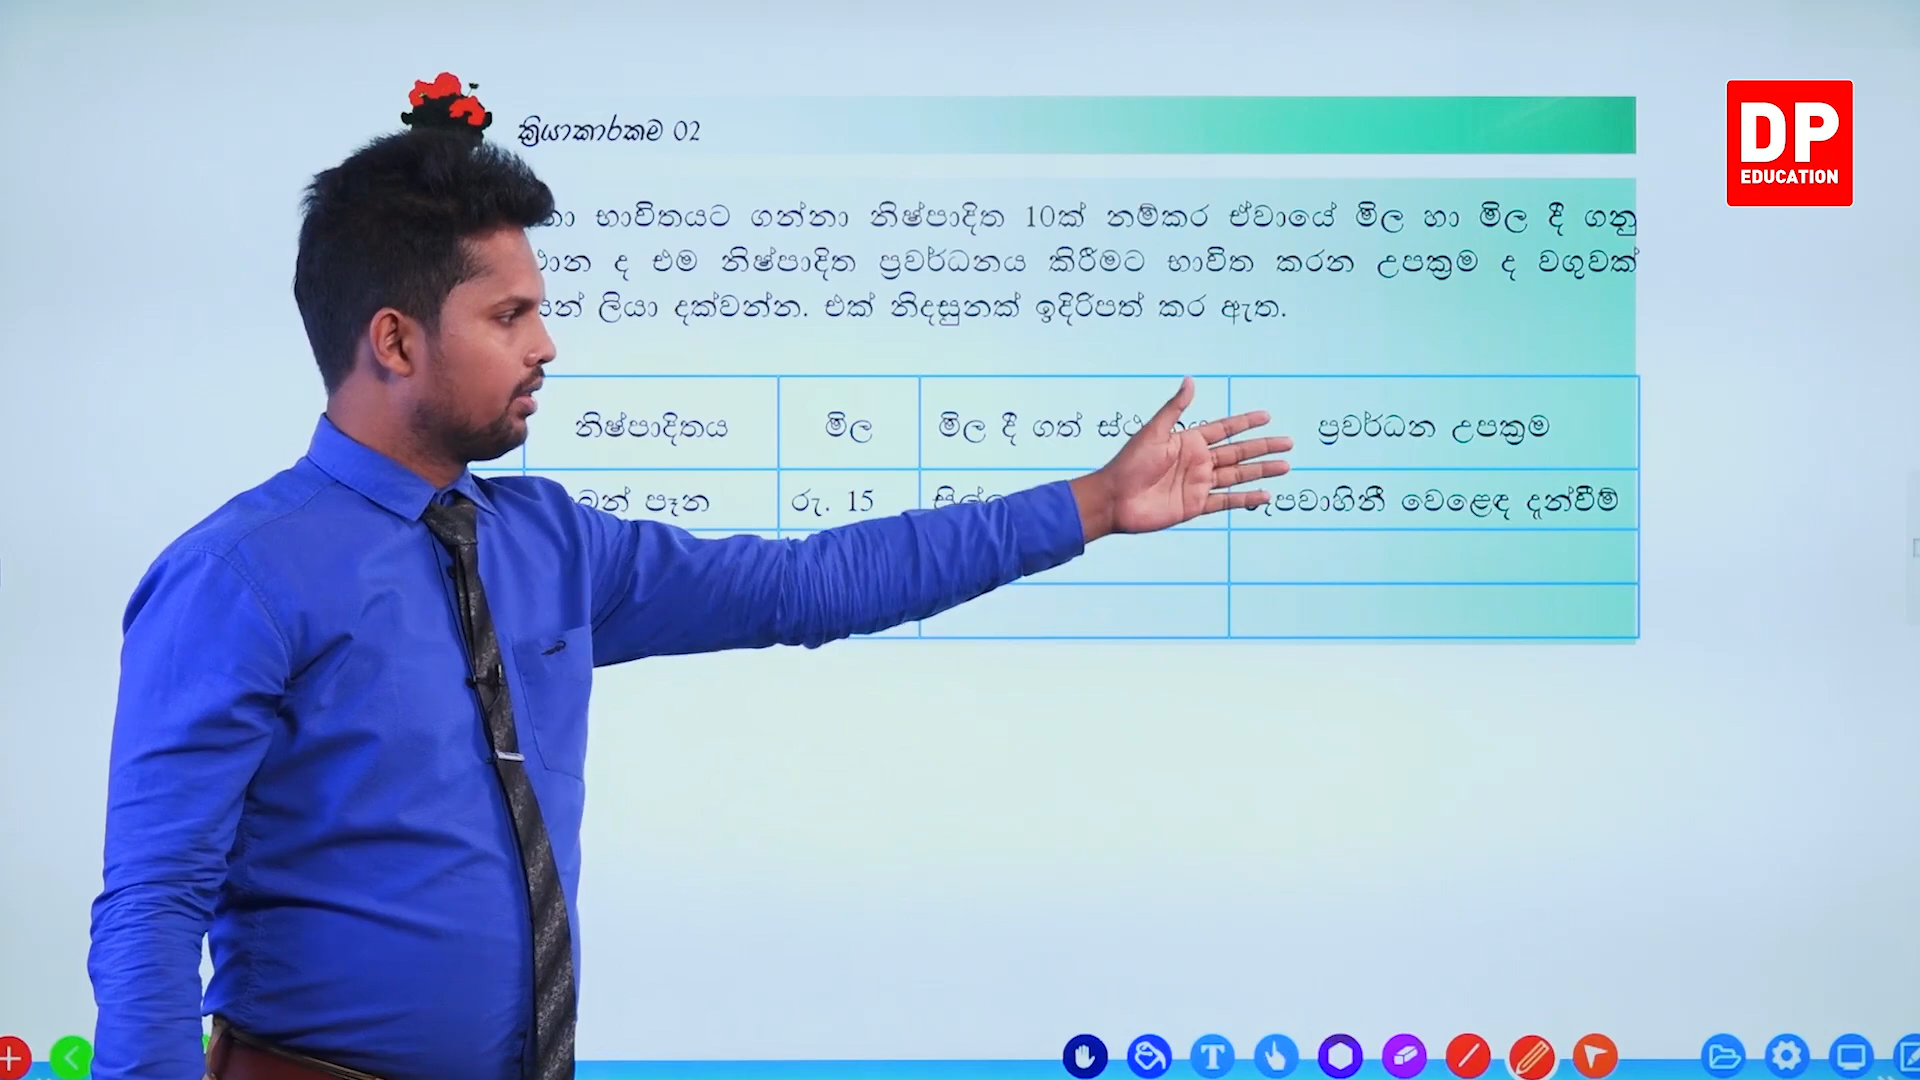 ක්‍රියාකාරකම 02
DP
EDUCATION
භාවිතයට ගන්නා නිෂ්පාදිත 10ක් නම්කර ඒවායේ මිල හා මිල දී ගනු
ද එම නිෂ්පාදිත ප්‍රවර්ධනය කිරීමට භාවිත කරන උපක්‍රම ද වගුවක්
ලියා දක්වන්න. එක් නිදසුනක් ඉදිරිපත් කර ඇත.
නිෂ්පාදිතය මිල මිල දී ගත් ප්‍රවර්ධන උපක්‍රම
පෑන රු. 15 වෙළෙඳ දැන්වීම්
T